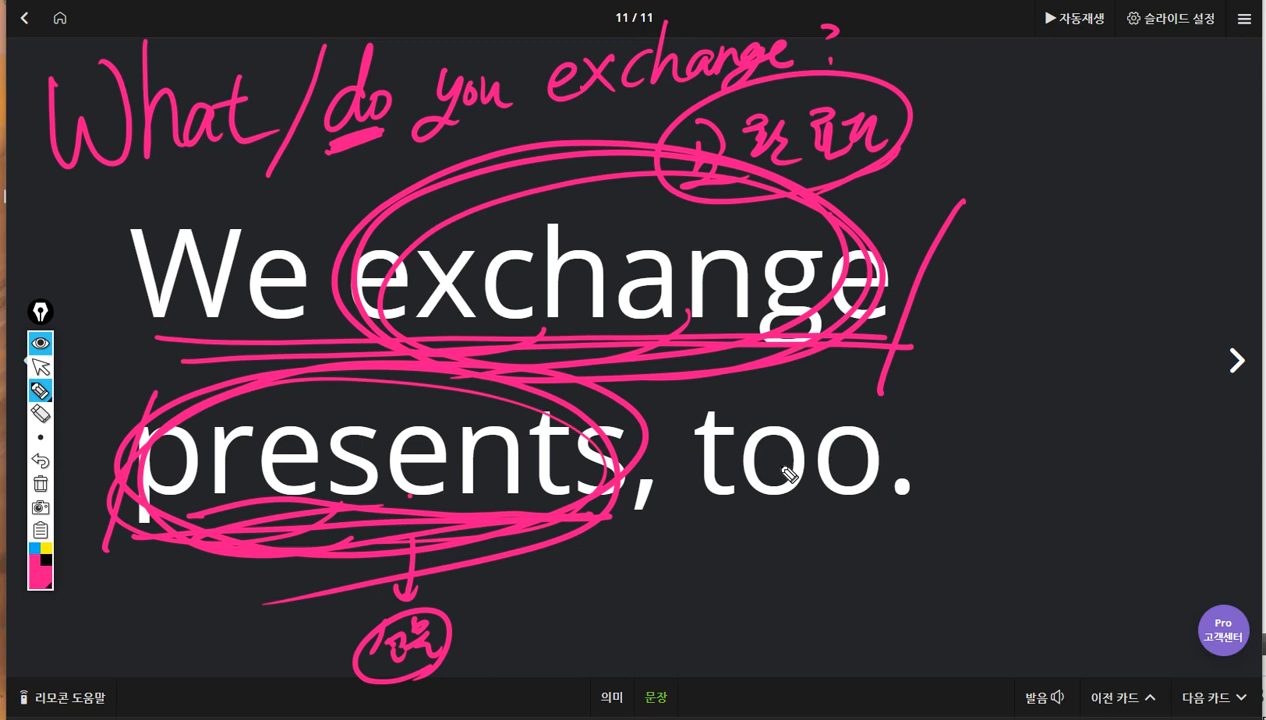 11 / 11
자동재생
슬라이드 설정
What / do you exchange?
We exchange
presents, too.
선물
Pro
고객센터
리모콘 도움말
의미
문장
발음
이전 카드
다음 카드